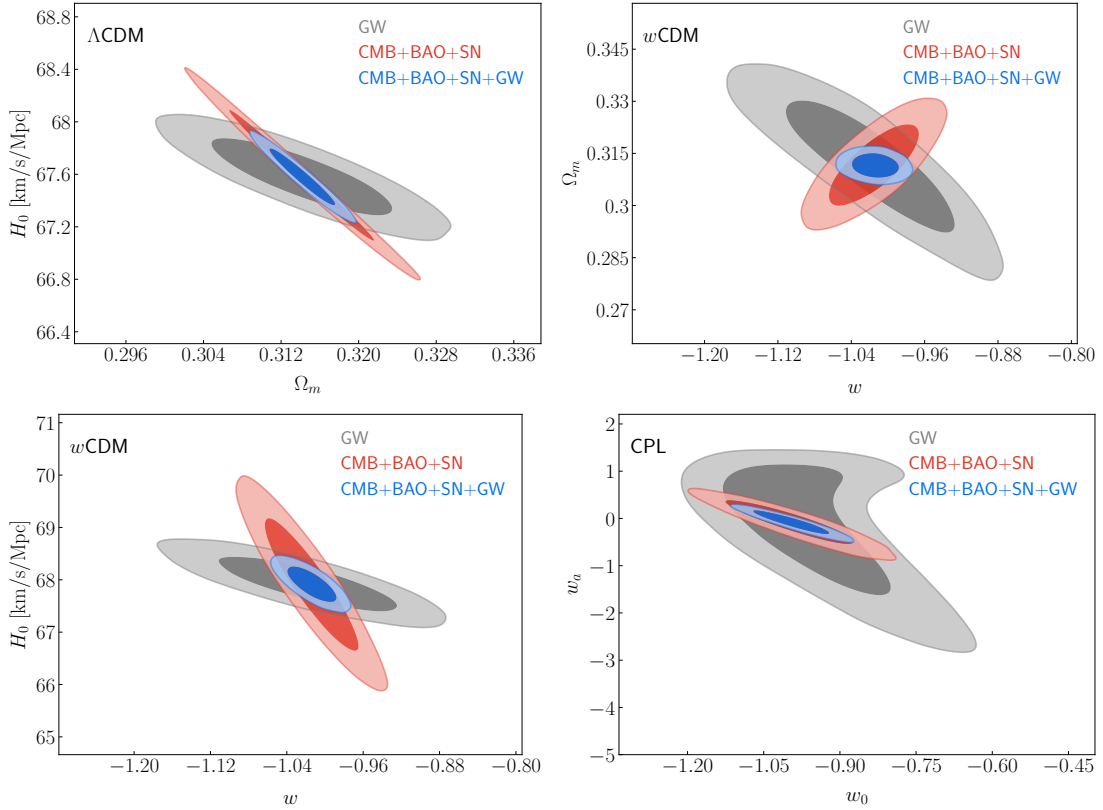 ΛCDM
GW
CMB+BAO+SN
CMB+BAO+SN+GW
H₀ [km/s/Mpc]
68.8
68.4
68
67.6
67.2
66.8
66.4
0.296 0.304 0.312 0.320 0.328 0.336
Ωₘ
wCDM
GW
CMB+BAO+SN
CMB+BAO+SN+GW
Ωₘ
0.345
0.33
0.315
0.3
0.285
0.27
−1.20 −1.12 −1.04 −0.96 −0.88 −0.80
w
wCDM
GW
CMB+BAO+SN
CMB+BAO+SN+GW
H₀ [km/s/Mpc]
71
70
69
68
67
66
65
−1.20 −1.12 −1.04 −0.96 −0.88 −0.80
w
CPL
GW
CMB+BAO+SN
CMB+BAO+SN+GW
wₐ
2
1
0
−1
−2
−3
−4
−5
−1.20 −1.05 −0.90 −0.75 −0.60 −0.45
w₀